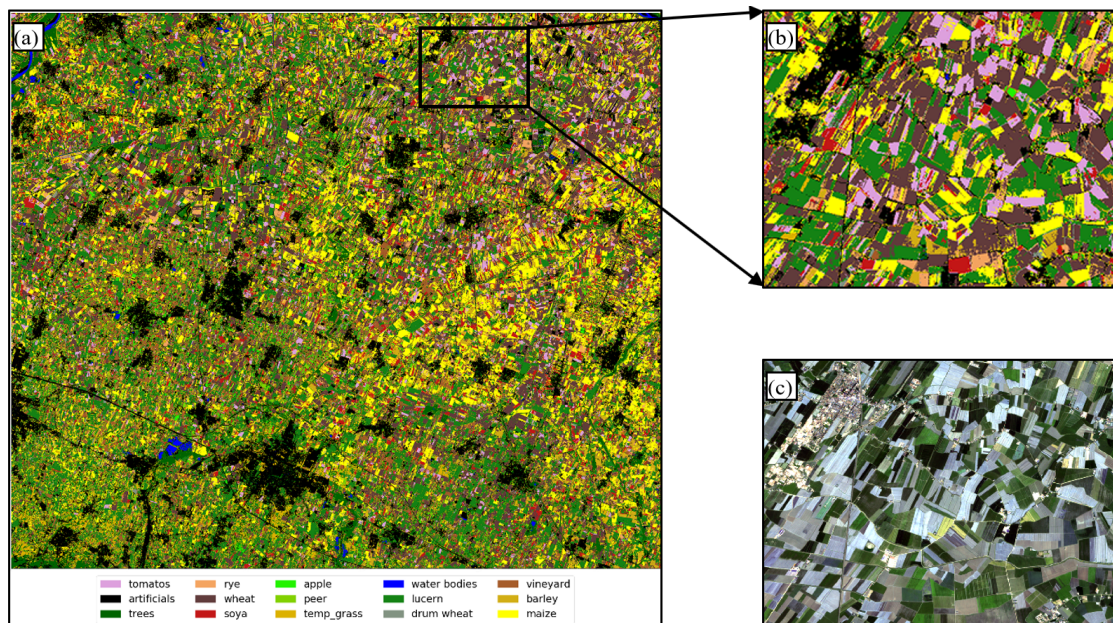 (a)
(b)
(c)
tomatos rye apple water bodies vineyard
artificials wheat peer lucern barley
trees soya temp_grass drum wheat maize